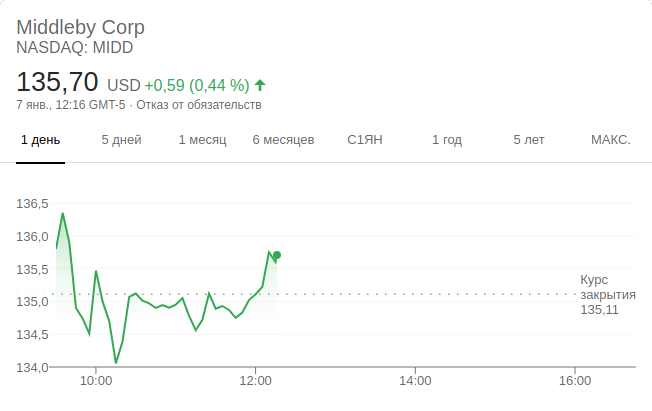 Middleby Corp
NASDAQ: MIDD
135,70 USD +0,59 (0,44 %)
7 янв., 12:16 GMT-5 · Отказ от обязательств
1 день 5 дней 1 месяц 6 месяцев С1ЯН 1 год 5 лет МАКС.
136,5
136,0
135,5
135,0
134,5
134,0
Курс
закрытия
135,11
10:00 12:00 14:00 16:00